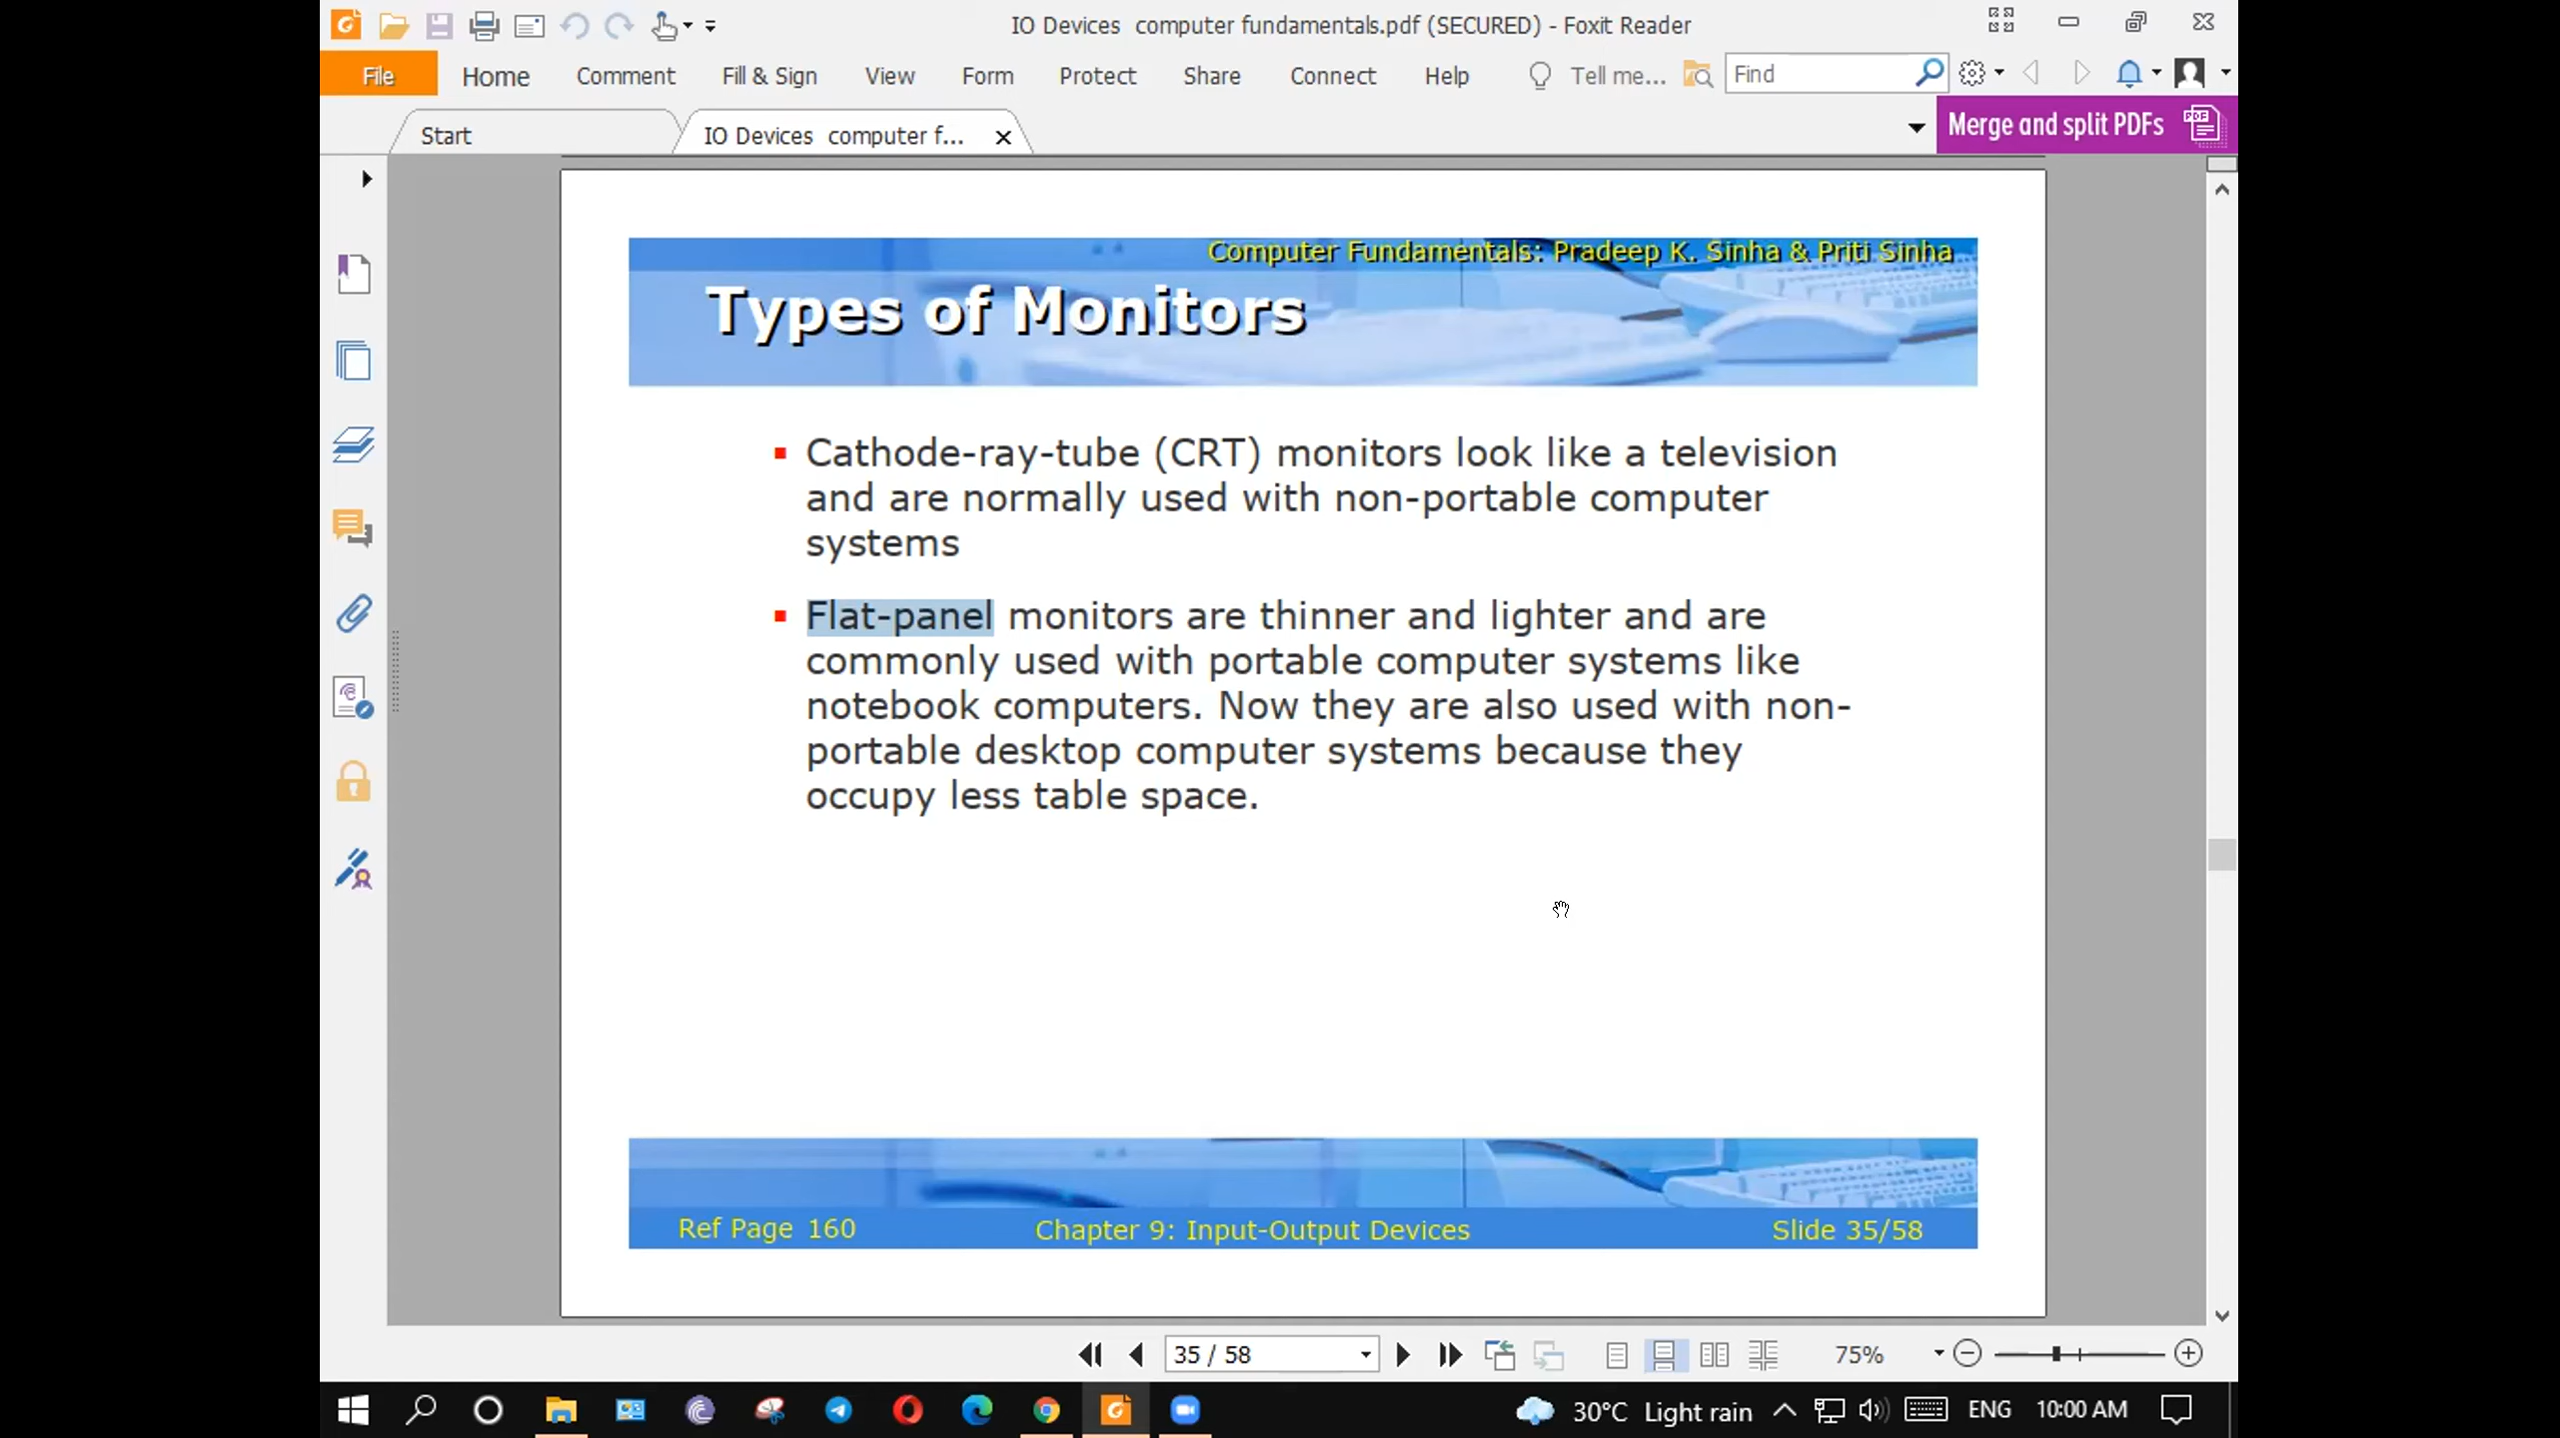 IO Devices computer fundamentals.pdf (SECURED) - Foxit Reader
File Home Comment Fill & Sign View Form Protect Share Connect Help Tell me... Find
Start IO Devices computer f... Merge and split PDFs
Computer Fundamentals: Pradeep K. Sinha & Priti Sinha
Types of Monitors
Cathode-ray-tube (CRT) monitors look like a television
and are normally used with non-portable computer
systems
Flat-panel monitors are thinner and lighter and are
commonly used with portable computer systems like
notebook computers. Now they are also used with non-
portable desktop computer systems because they
occupy less table space.
Ref Page 160 Chapter 9: Input-Output Devices Slide 35/58
35 / 58 75%
30°C Light rain ENG 10:00 AM